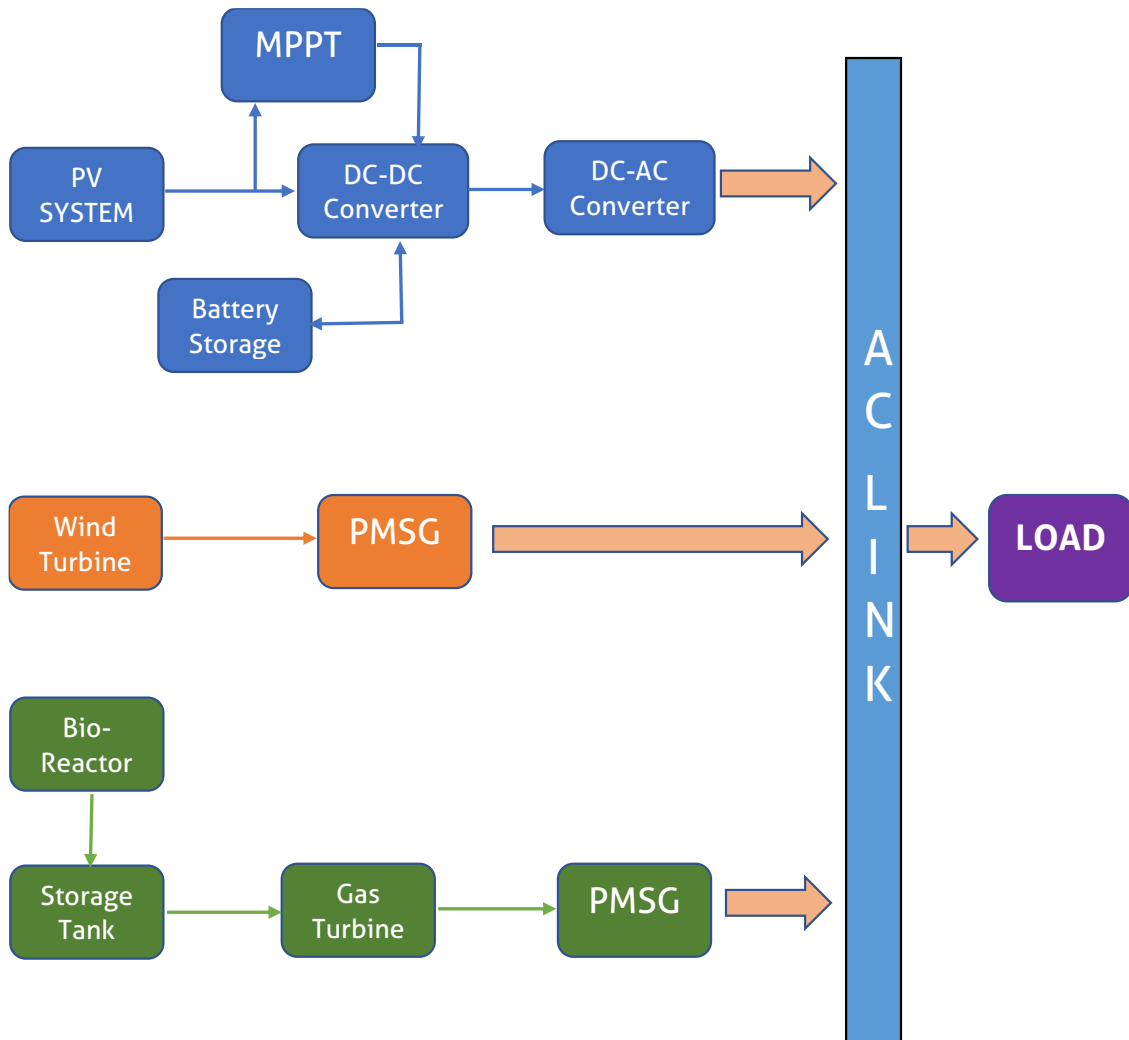 MPPT
PV
SYSTEM
DC-DC
Converter
DC-AC
Converter
Battery
Storage
A
C
L
I
N
K
Wind
Turbine
PMSG
LOAD
Bio-
Reactor
Storage
Tank
Gas
Turbine
PMSG